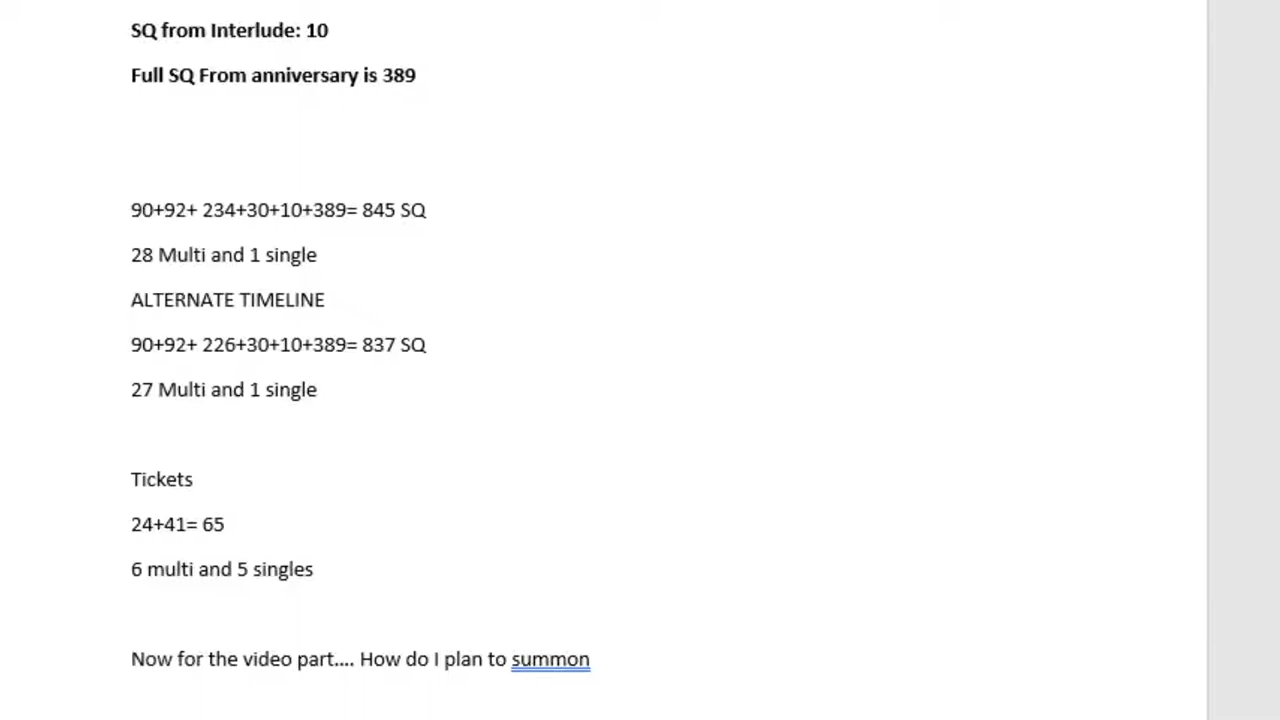 SQ from Interlude: 10
Full SQ From anniversary is 389
90+92+ 234+30+10+389= 845 SQ
28 Multi and 1 single
ALTERNATE TIMELINE
90+92+ 226+30+10+389= 837 SQ
27 Multi and 1 single
Tickets
24+41= 65
6 multi and 5 singles
Now for the video part.... How do I plan to summon